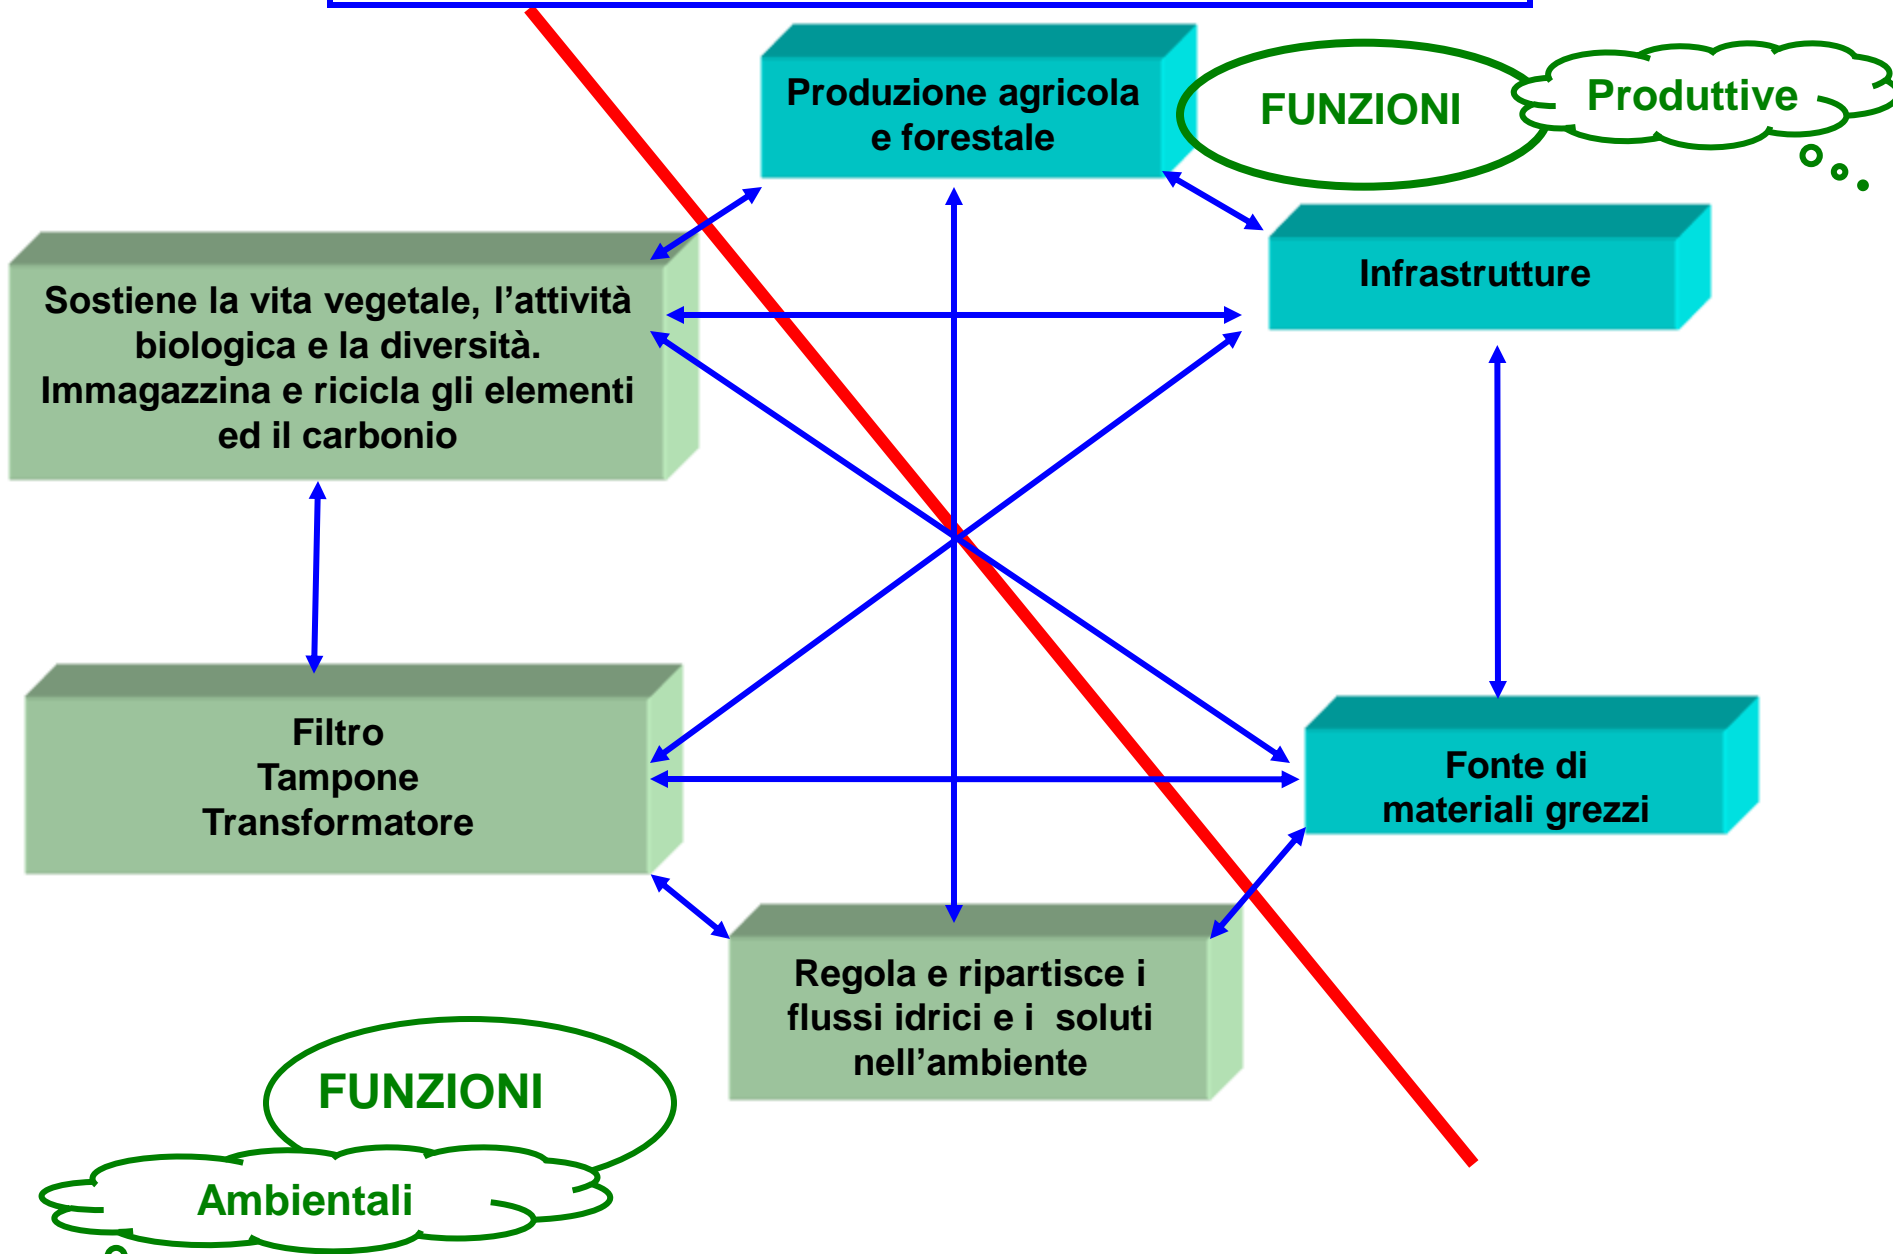 Produzione agricola
e forestale
FUNZIONI
Produttive
Infrastrutture
Sostiene la vita vegetale, l’attività
biologica e la diversità.
Immagazzina e ricicla gli elementi
ed il carbonio
Filtro
Tampone
Transformatore
Fonte di
materiali grezzi
Regola e ripartisce i
flussi idrici e i soluti
nell’ambiente
FUNZIONI
Ambientali